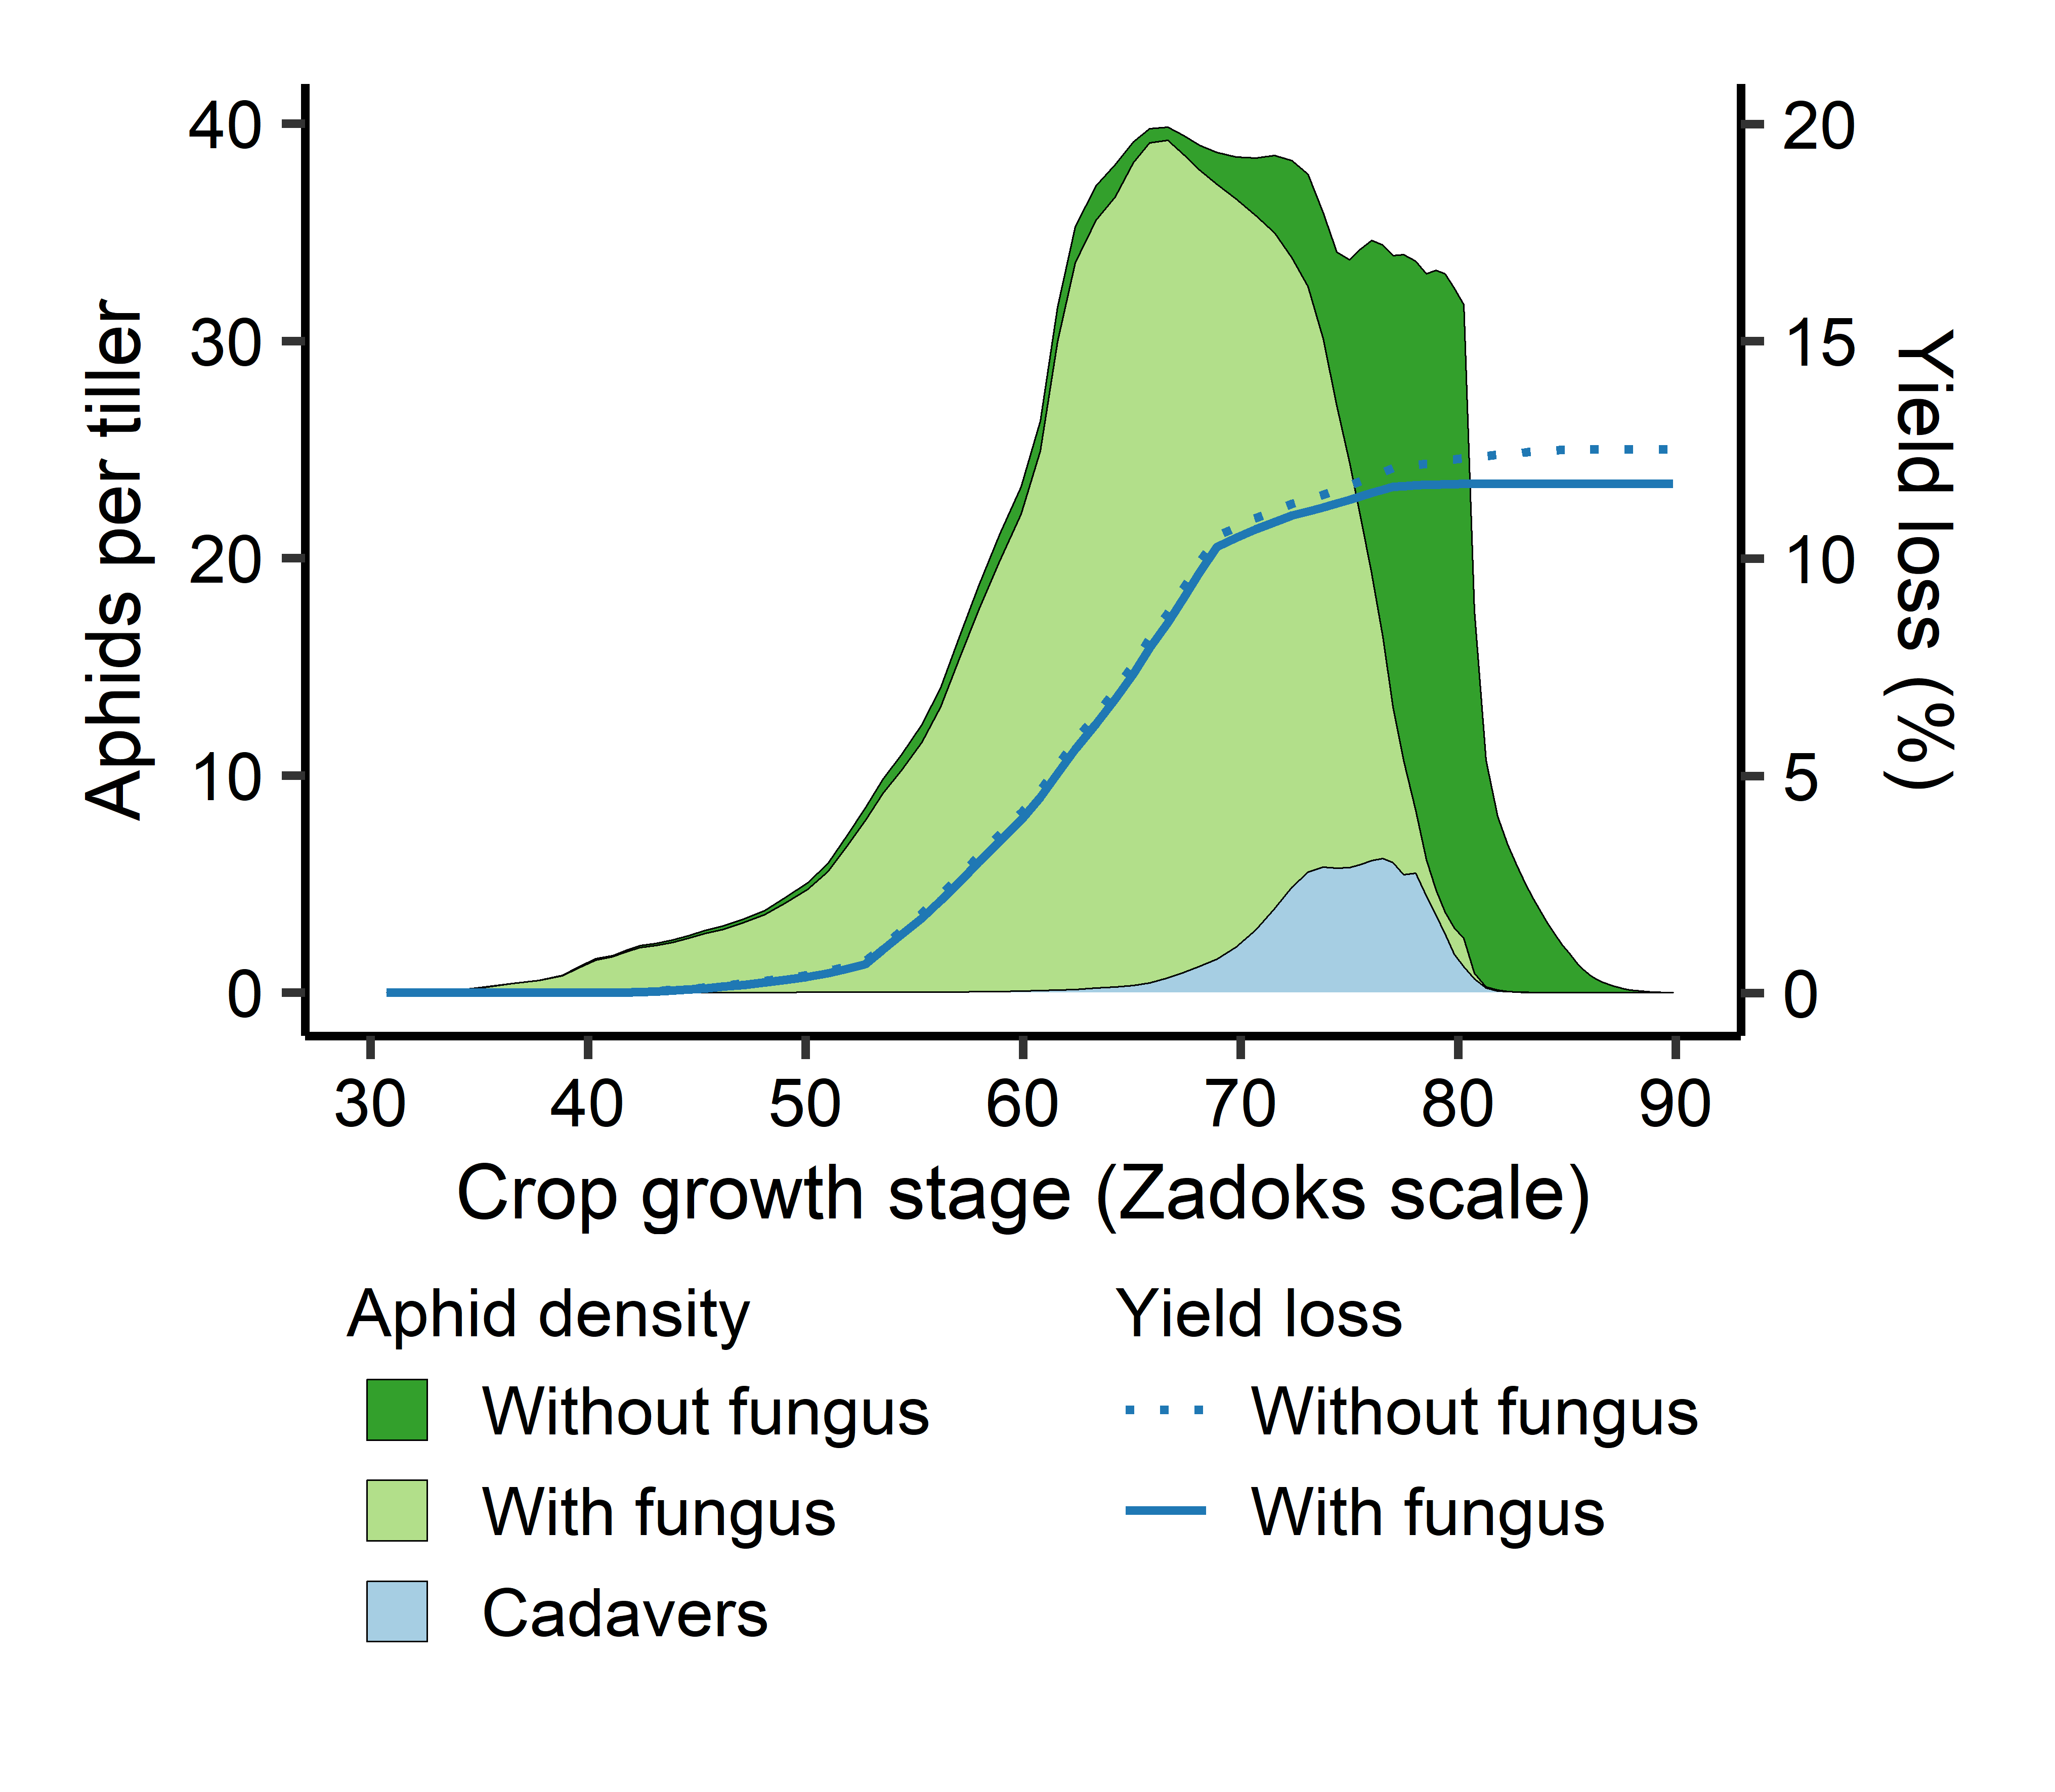 40
30
20
10
0
Aphids per tiller
20
15
10
5
0
Yield loss (%)
30 40 50 60 70 80 90
Crop growth stage (Zadoks scale)
Aphid density
Without fungus
With fungus
Cadavers
Yield loss
Without fungus
With fungus